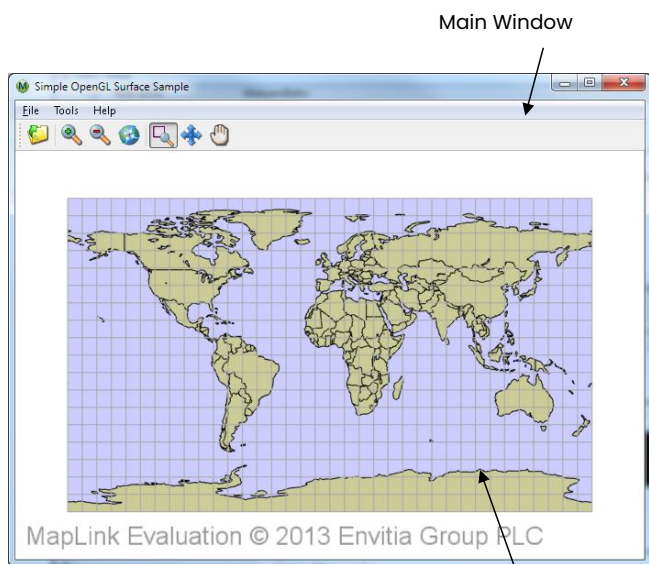 Main Window
Simple OpenGL Surface Sample
File Tools Help
MapLink Evaluation © 2013 Envitia Group PLC